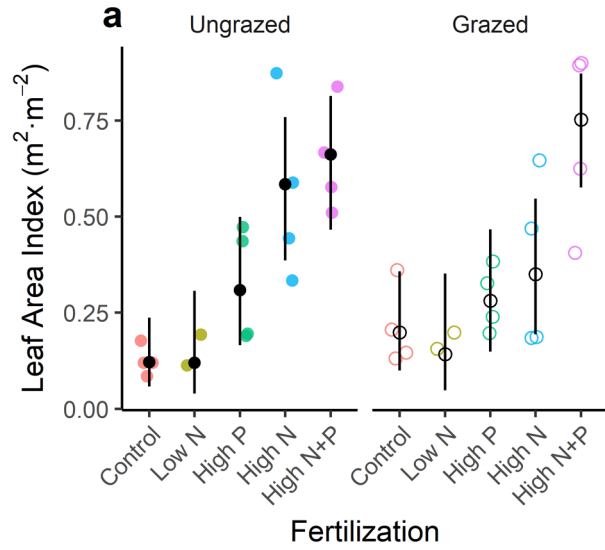 a
Ungrazed Grazed
Leaf Area Index (m²·m⁻²)
0.75
0.50
0.25
0.00
Control Low N High P High N High N+P Control Low N High P High N High N+P
Fertilization